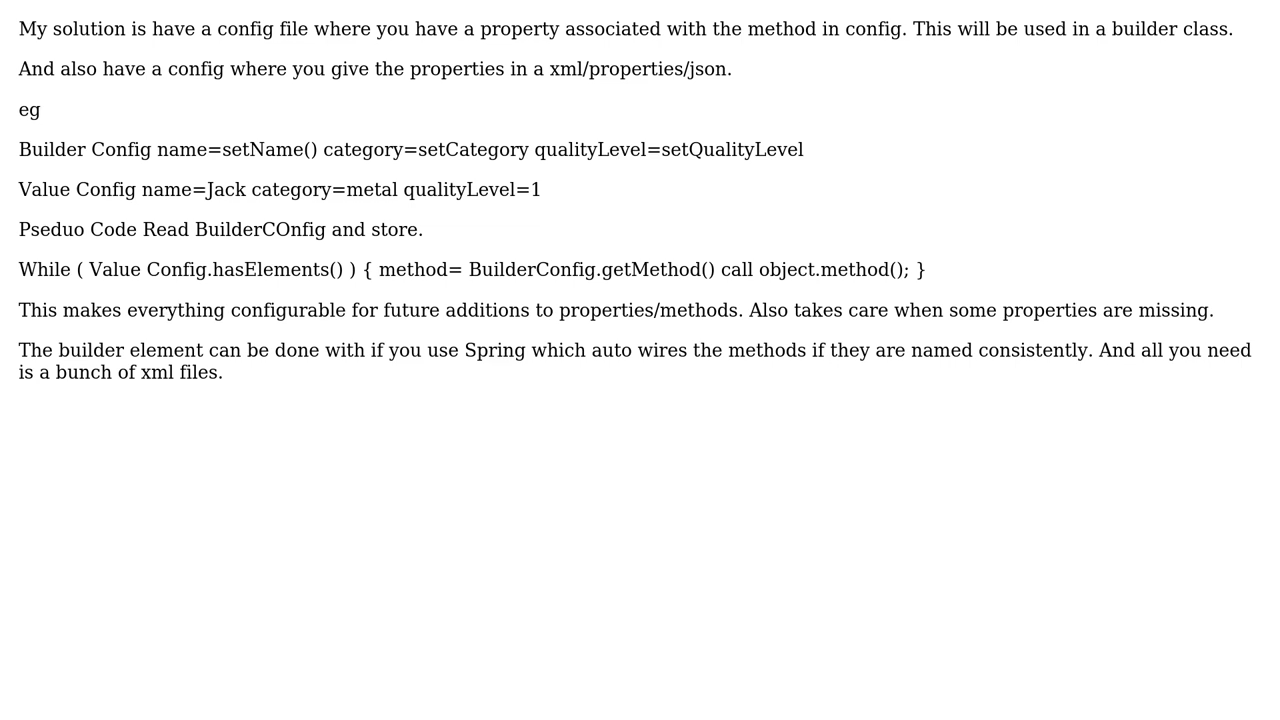 My solution is have a config file where you have a property associated with the method in config. This will be used in a builder class.
And also have a config where you give the properties in a xml/properties/json.
eg
Builder Config name=setName() category=setCategory qualityLevel=setQualityLevel
Value Config name=Jack category=metal qualityLevel=1
Pseduo Code Read BuilderCOnfig and store.
While ( Value Config.hasElements() ) { method= BuilderConfig.getMethod() call object.method(); }
This makes everything configurable for future additions to properties/methods. Also takes care when some properties are missing.
The builder element can be done with if you use Spring which auto wires the methods if they are named consistently. And all you need
is a bunch of xml files.